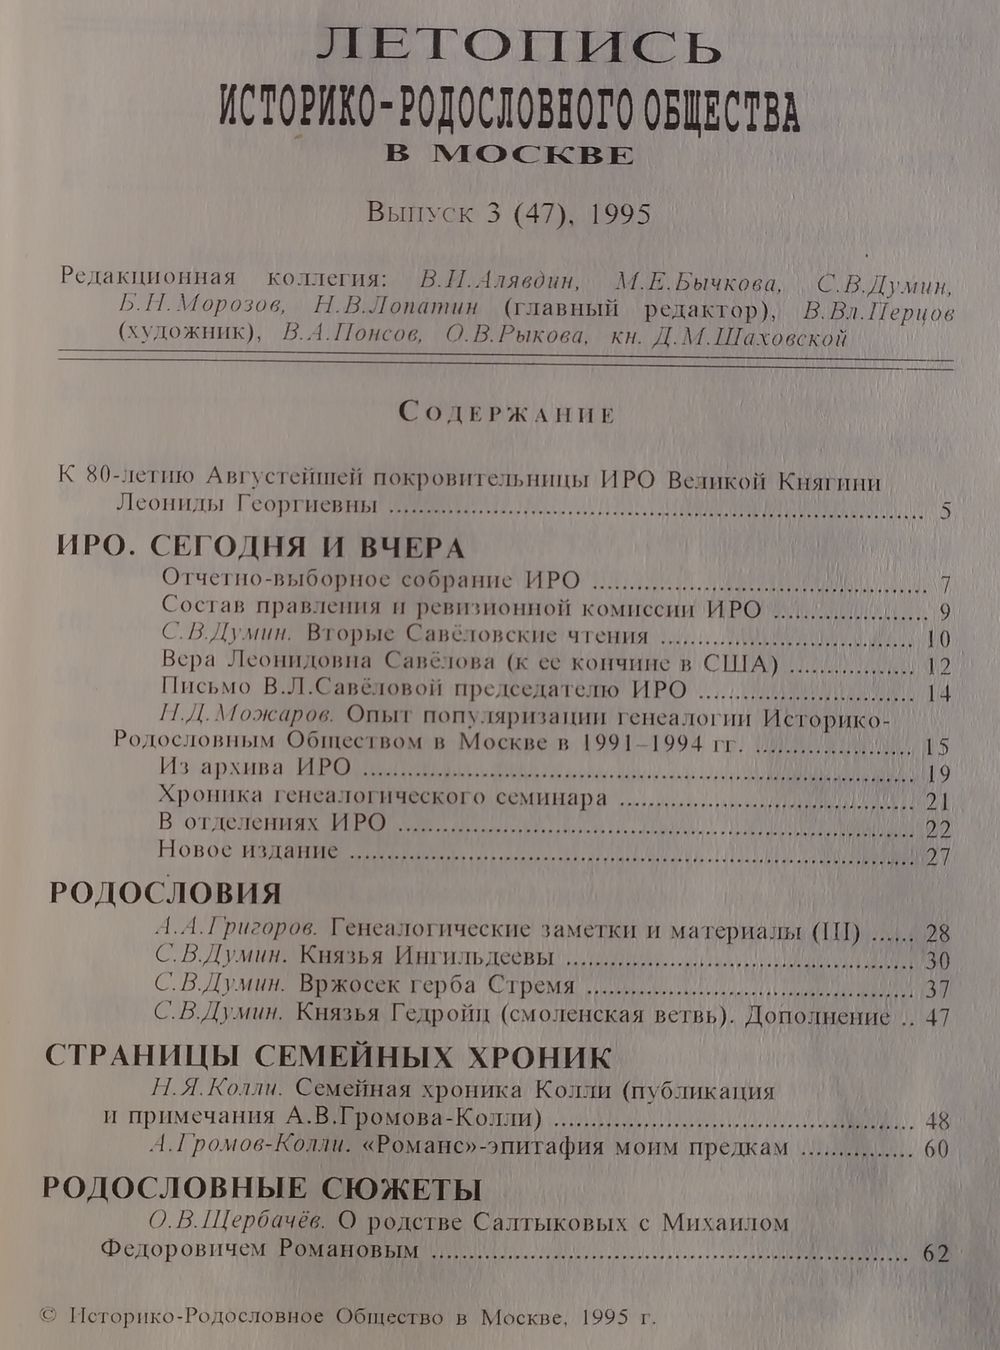 ЛЕТОПИСЬ
ИСТОРИКО-РОДОСЛОВНОГО ОБЩЕСТВА
В МОСКВЕ
Выпуск 3 (47), 1995
Редакционная коллегия: В.И.Алявдин, М.Е.Бычкова, С.В.Думин,
Б.Н.Морозов, Н.В.Лопатин (главный редактор), В.Вл.Перцов
(художник), В.А.Понсов, О.В.Рыкова, кн. Д.М.Шаховской
Содержание
К 80-летию Августейшей покровительницы ИРО Великой Княгини
Леониды Георгиевны ........ 5
ИРО. СЕГОДНЯ И ВЧЕРА
Отчетно-выборное собрание ИРО ........ 7
Состав правления и ревизионной комиссии ИРО ........ 9
С.В.Думин. Вторые Савёловские чтения ........ 10
Вера Леонидовна Савёлова (к ее кончине в США) ........ 12
Письмо В.Л.Савёловой председателю ИРО ........ 14
Н.Д.Можаров. Опыт популяризации генеалогии Историко-
Родословным Обществом в Москве в 1991–1994 гг. ........ 15
Из архива ИРО ........ 19
Хроника генеалогического семинара ........ 21
В отделениях ИРО ........ 22
Новое издание ........ 27
РОДОСЛОВИЯ
А.А.Григоров. Генеалогические заметки и материалы (III) ...... 28
С.В.Думин. Князья Ингильдеевы ........ 30
С.В.Думин. Вржосек герба Стремя ........ 37
С.В.Думин. Князья Гедройц (смоленская ветвь). Дополнение .. 47
СТРАНИЦЫ СЕМЕЙНЫХ ХРОНИК
Н.Я.Колли. Семейная хроника Колли (публикация
и примечания А.В.Громова-Колли) ........ 48
А.Громов-Колли. «Романс»-эпитафия моим предкам ........ 60
РОДОСЛОВНЫЕ СЮЖЕТЫ
О.В.Щербачёв. О родстве Салтыковых с Михаилом
Федоровичем Романовым ........ 62
© Историко-Родословное Общество в Москве, 1995 г.